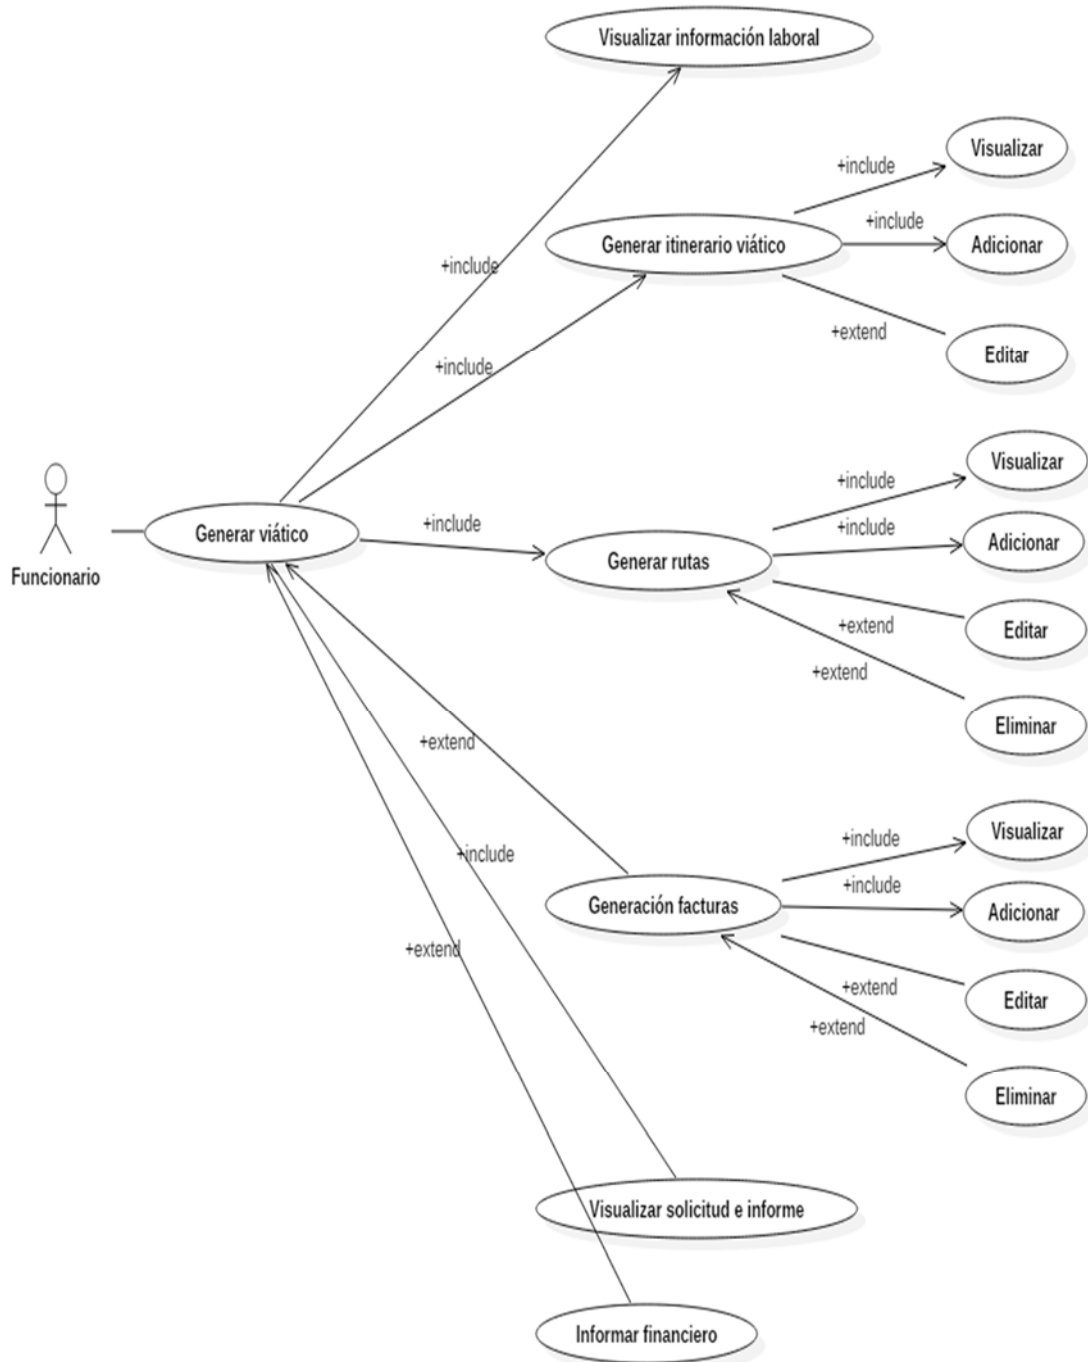 Visualizar información laboral
Visualizar
+include
+include
Generar itinerario viático
Adicionar
+include
+extend
Editar
+include
Visualizar
+include
+include
Funcionario
Generar viático
+include
Generar rutas
Adicionar
+extend
Editar
+extend
Eliminar
+extend
Visualizar
+include
+include
+include
Generación facturas
Adicionar
+extend
+extend
Editar
+extend
Eliminar
Visualizar solicitud e informe
Informar financiero